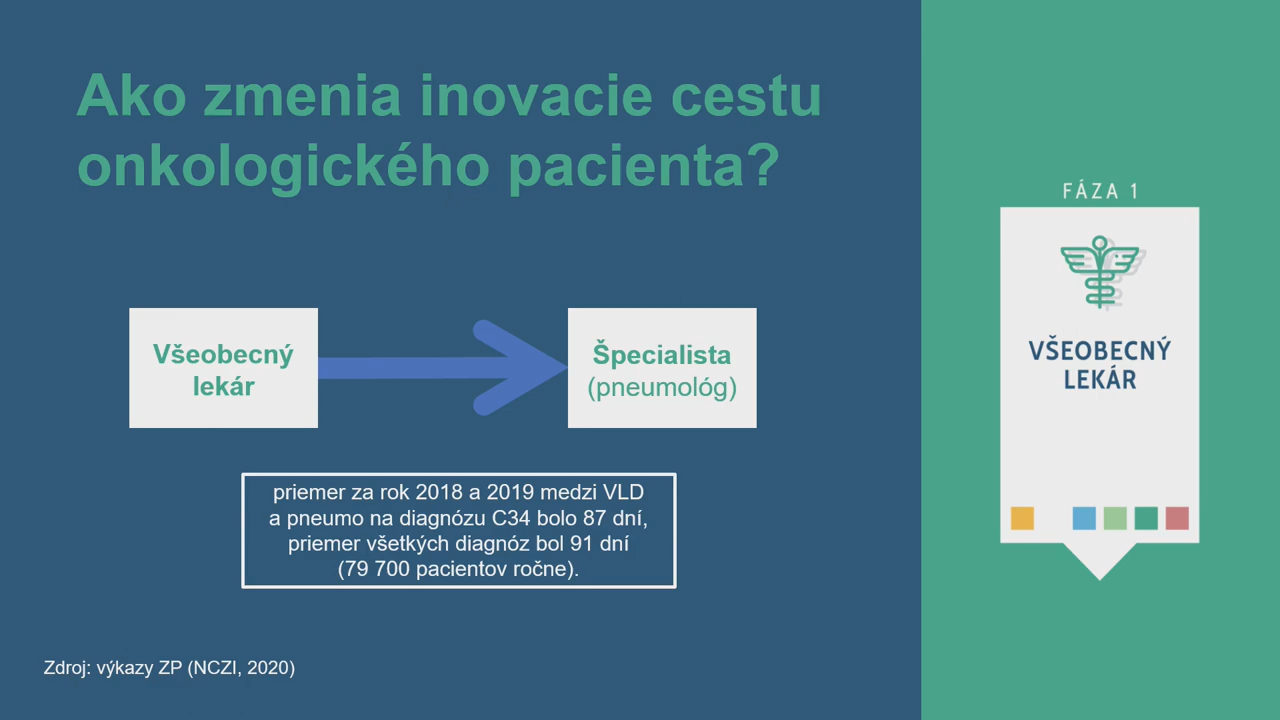 Ako zmenia inovacie cestu
onkologického pacienta?
FÁZA 1
VŠEOBECNÝ
LEKÁR
Všeobecný
lekár
Špecialista
(pneumológ)
priemer za rok 2018 a 2019 medzi VLD
a pneumo na diagnózu C34 bolo 87 dní,
priemer všetkých diagnóz bol 91 dní
(79 700 pacientov ročne).
Zdroj: výkazy ZP (NCZI, 2020)